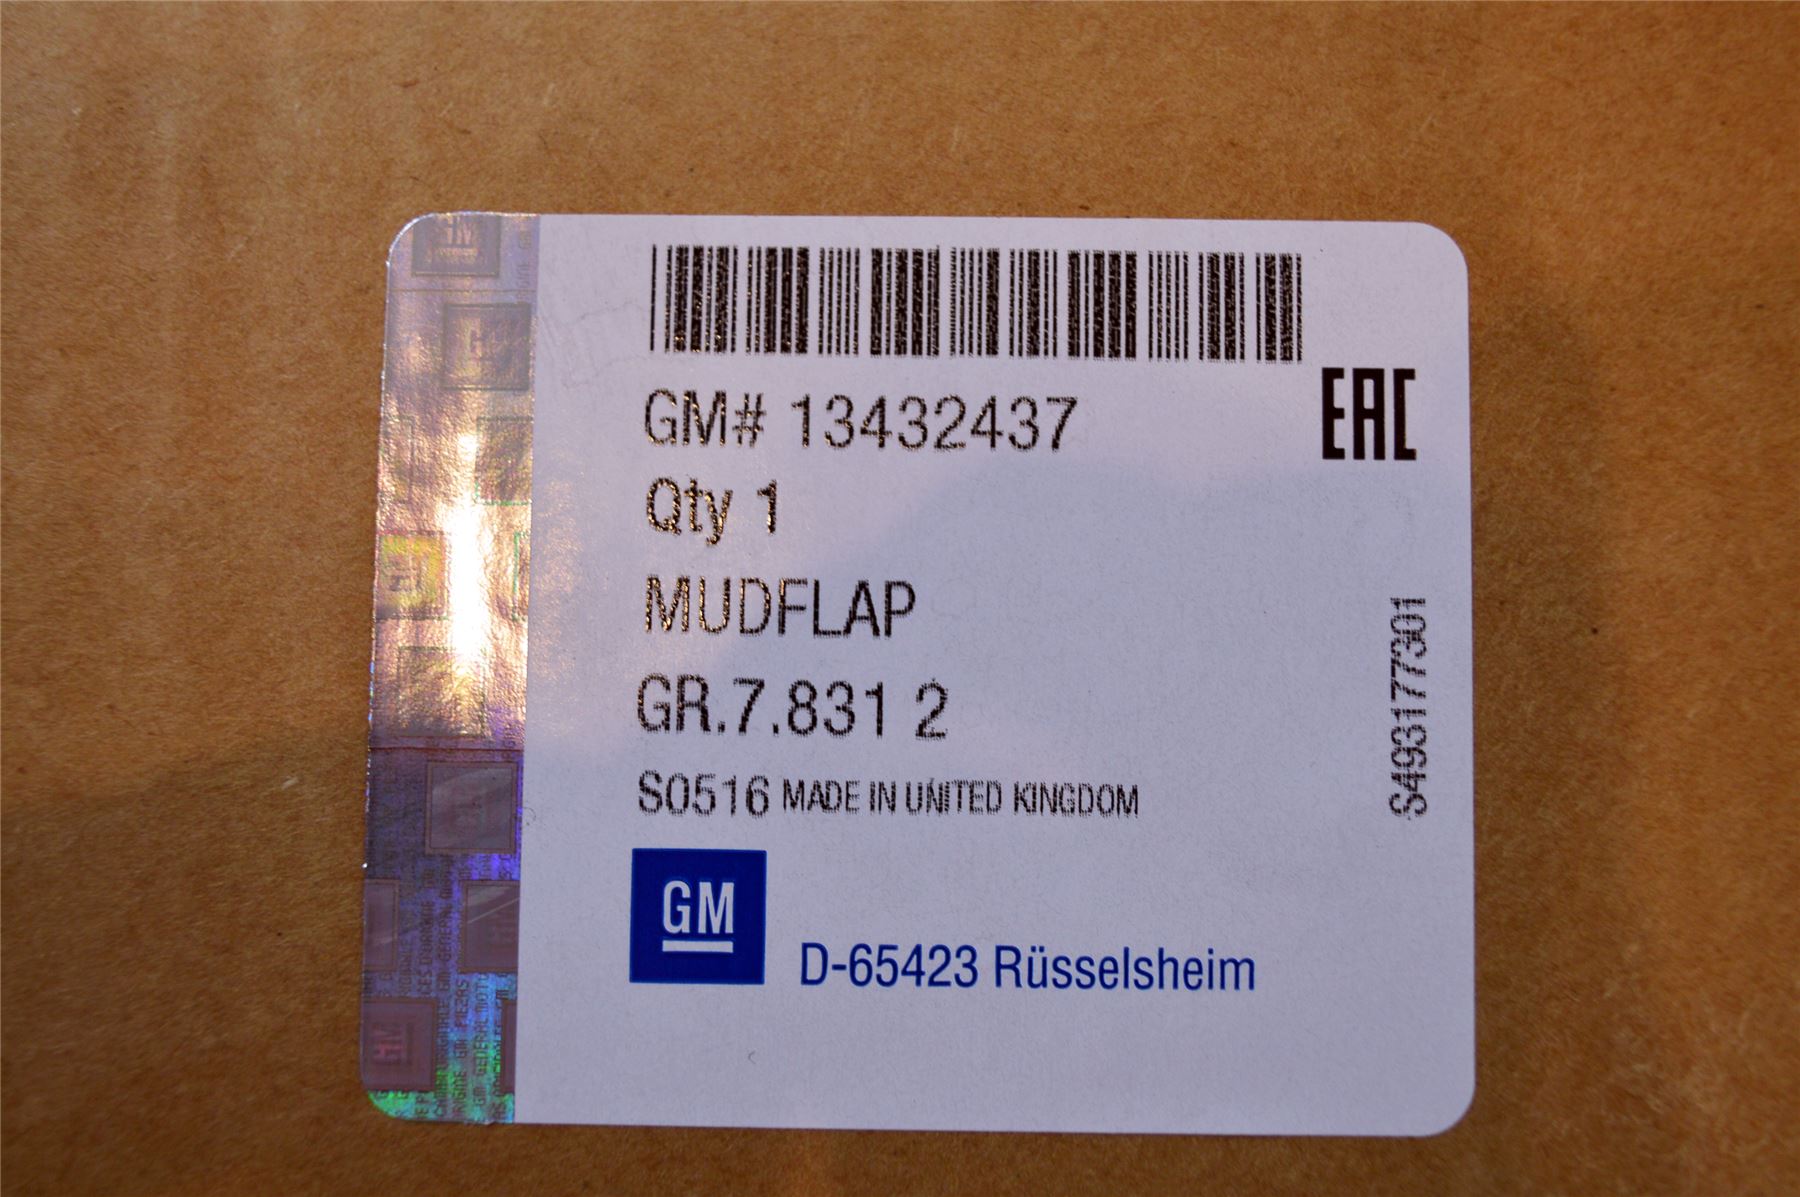 GM# 13432437
EAC
Qty 1
MUDFLAP
GR.7.831 2
S0516 MADE IN UNITED KINGDOM
S493177301
GM
D-65423 Rüsselsheim